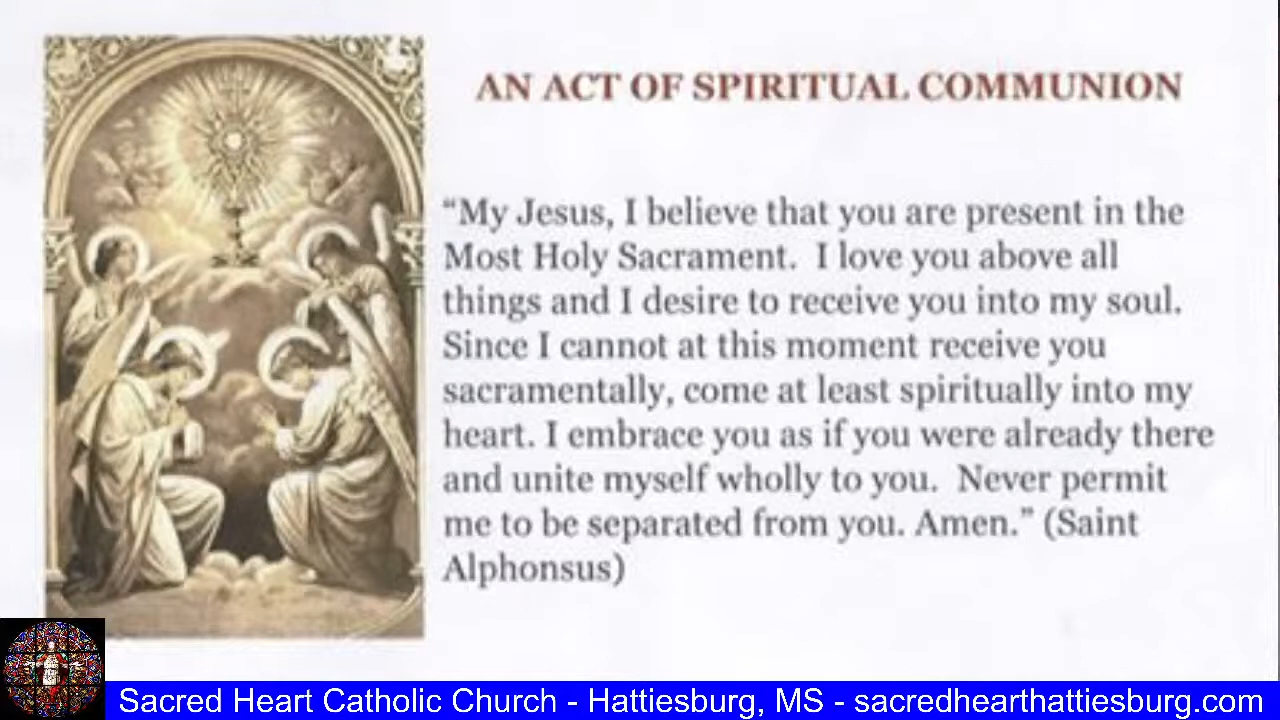 AN ACT OF SPIRITUAL COMMUNION
“My Jesus, I believe that you are present in the
Most Holy Sacrament.  I love you above all
things and I desire to receive you into my soul.
Since I cannot at this moment receive you
sacramentally, come at least spiritually into my
heart. I embrace you as if you were already there
and unite myself wholly to you.  Never permit
me to be separated from you. Amen.” (Saint
Alphonsus)
Sacred Heart Catholic Church - Hattiesburg, MS - sacredhearthattiesburg.com